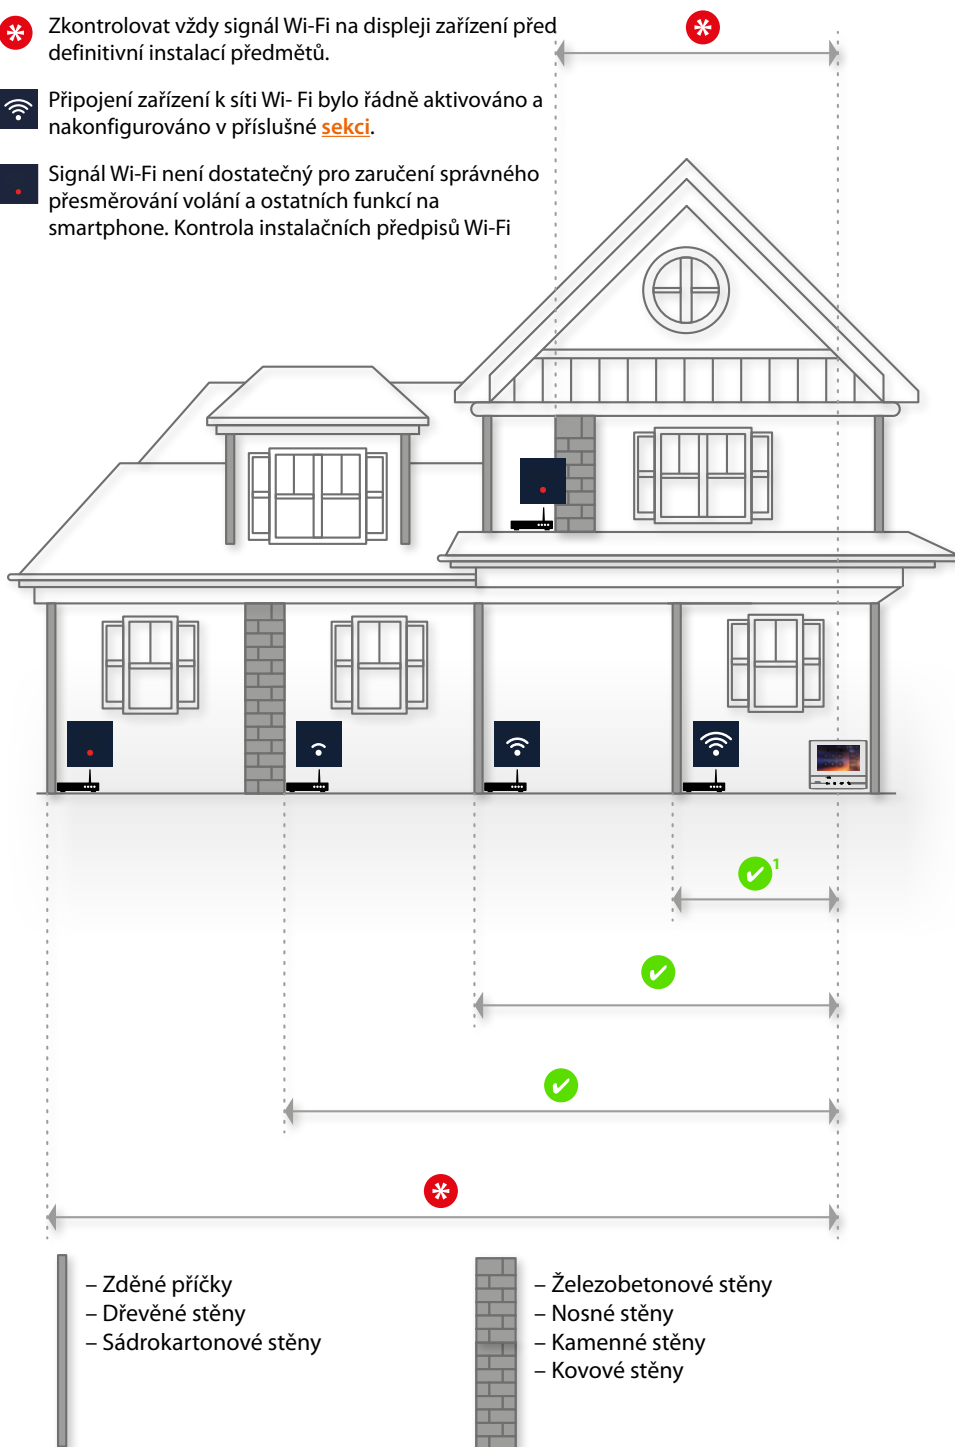 Zkontrolovat vždy signál Wi-Fi na displeji zařízení před
definitivní instalací předmětů.
Připojení zařízení k síti Wi- Fi bylo řádně aktivováno a
nakonfigurováno v příslušné sekci.
Signál Wi-Fi není dostatečný pro zaručení správného
přesměrování volání a ostatních funkcí na
smartphone. Kontrola instalačních předpisů Wi-Fi
1
– Zděné příčky
– Dřevěné stěny
– Sádrokartonové stěny
– Železobetonové stěny
– Nosné stěny
– Kamenné stěny
– Kovové stěny